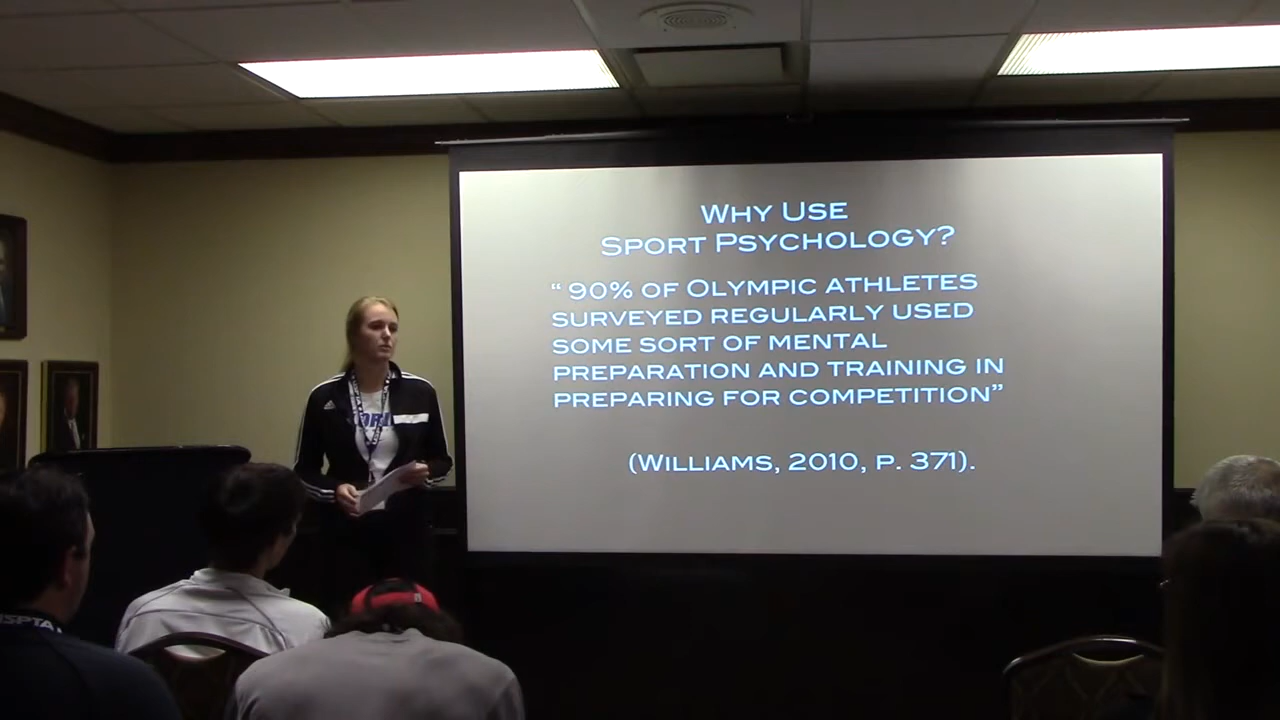 Why Use
Sport Psychology?
“ 90% of Olympic athletes
surveyed regularly used
some sort of mental
preparation and training in
preparing for competition”
(Williams, 2010, p. 371).